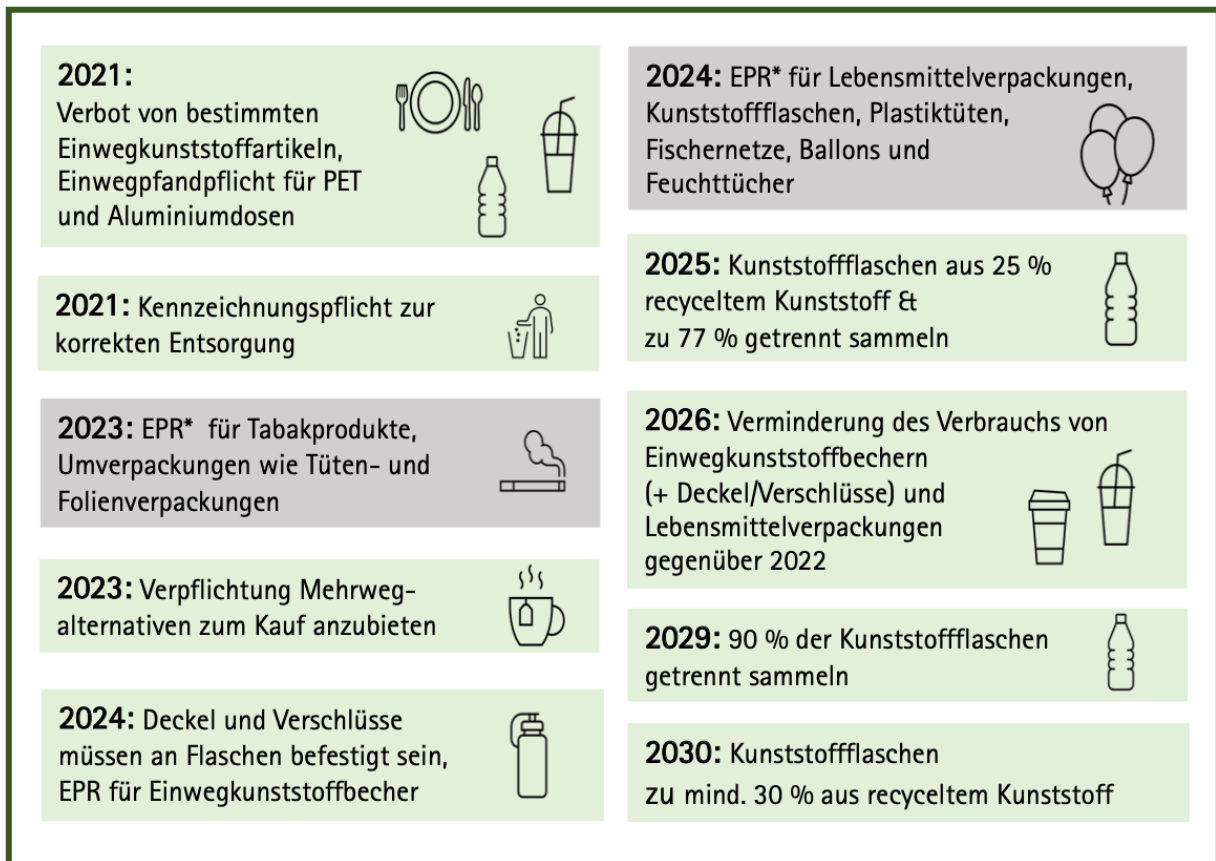 2021:
Verbot von bestimmten
Einwegkunststoffartikeln,
Einwegpfandpflicht für PET
und Aluminiumdosen
2021: Kennzeichnungspflicht zur
korrekten Entsorgung
2023: EPR* für Tabakprodukte,
Umverpackungen wie Tüten- und
Folienverpackungen
2023: Verpflichtung Mehrweg-
alternativen zum Kauf anzubieten
2024: Deckel und Verschlüsse
müssen an Flaschen befestigt sein,
EPR für Einwegkunststoffbecher
2024: EPR* für Lebensmittelverpackungen,
Kunststoffflaschen, Plastiktüten,
Fischernetze, Ballons und
Feuchttücher
2025: Kunststoffflaschen aus 25 %
recyceltem Kunststoff &
zu 77 % getrennt sammeln
2026: Verminderung des Verbrauchs von
Einwegkunststoffbechern
(+ Deckel/Verschlüsse) und
Lebensmittelverpackungen
gegenüber 2022
2029: 90 % der Kunststoffflaschen
getrennt sammeln
2030: Kunststoffflaschen
zu mind. 30 % aus recyceltem Kunststoff